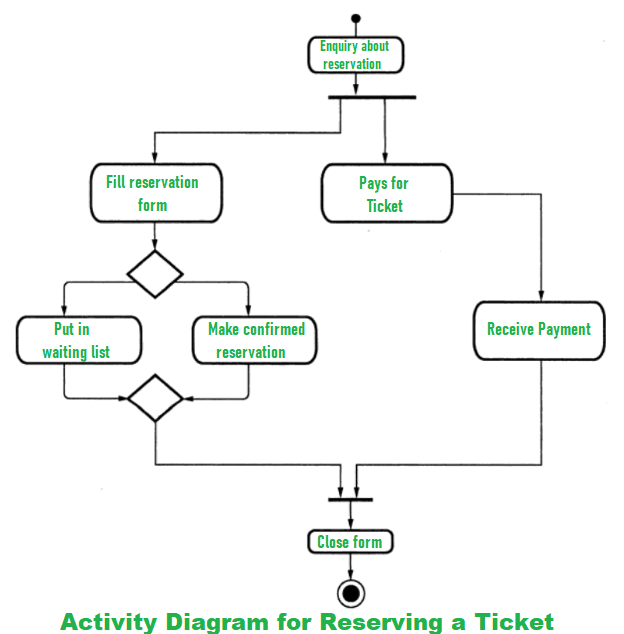 Enquiry about
reservation
Fill reservation
form
Pays for
Ticket
Put in
waiting list
Make confirmed
reservation
Receive Payment
Close form
Activity Diagram for Reserving a Ticket